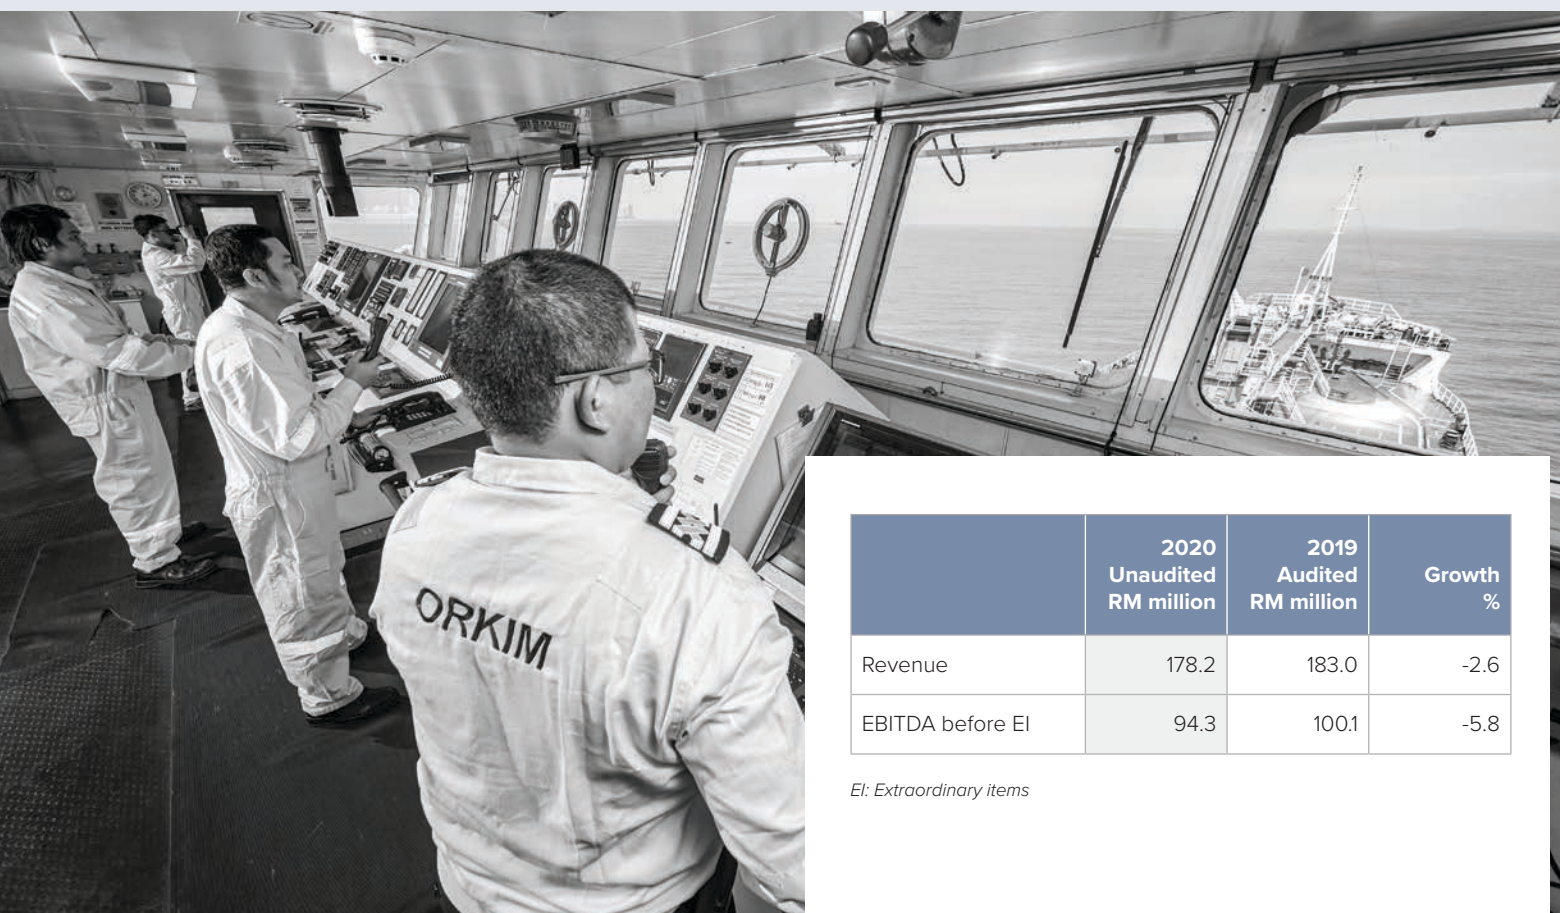 ORKIM
2020
Unaudited
RM million
2019
Audited
RM million
Growth
%
Revenue 178.2 183.0 -2.6
EBITDA before EI 94.3 100.1 -5.8
EI: Extraordinary items